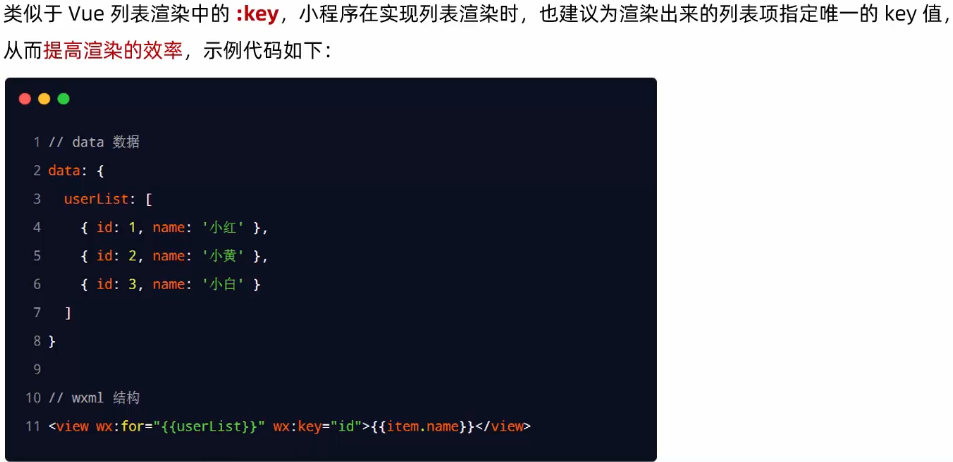 类似于 Vue 列表渲染中的 :key，小程序在实现列表渲染时，也建议为渲染出来的列表项指定唯一的 key 值，
从而提高渲染的效率，示例代码如下：
1 // data 数据
2 data: {
3   userList: [
4     { id: 1, name: '小红' },
5     { id: 2, name: '小黄' },
6     { id: 3, name: '小白' }
7   ]
8 }
9
10 // wxml 结构
11 <view wx:for="{{userList}}" wx:key="id">{{item.name}}</view>